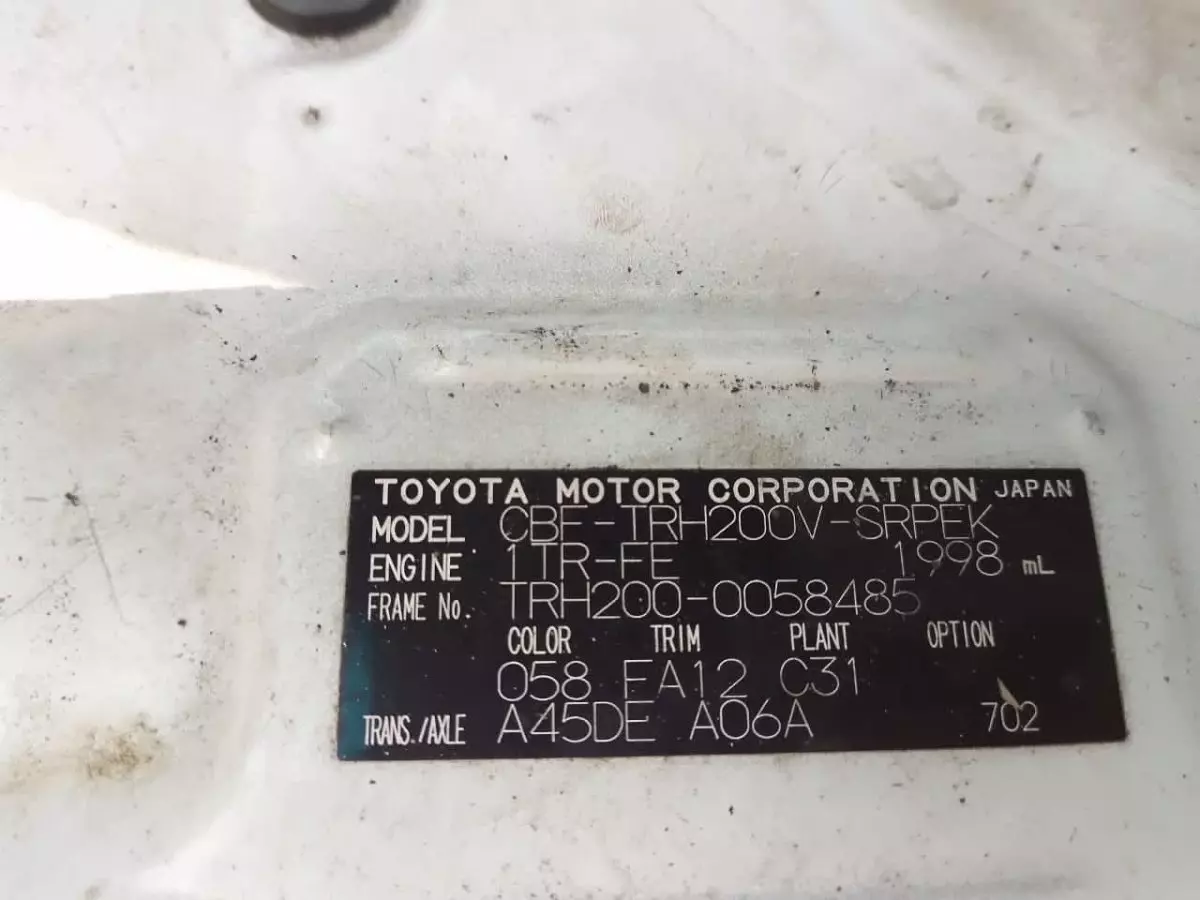 TOYOTA MOTOR CORPORATION JAPAN
MODEL CBF-TRH200V-SRPEK
ENGINE 1TR-FE 1998 mL
FRAME No. TRH200-0058485
COLOR TRIM PLANT OPTION
058 FA12 C31
TRANS./AXLE A45DE A06A 702